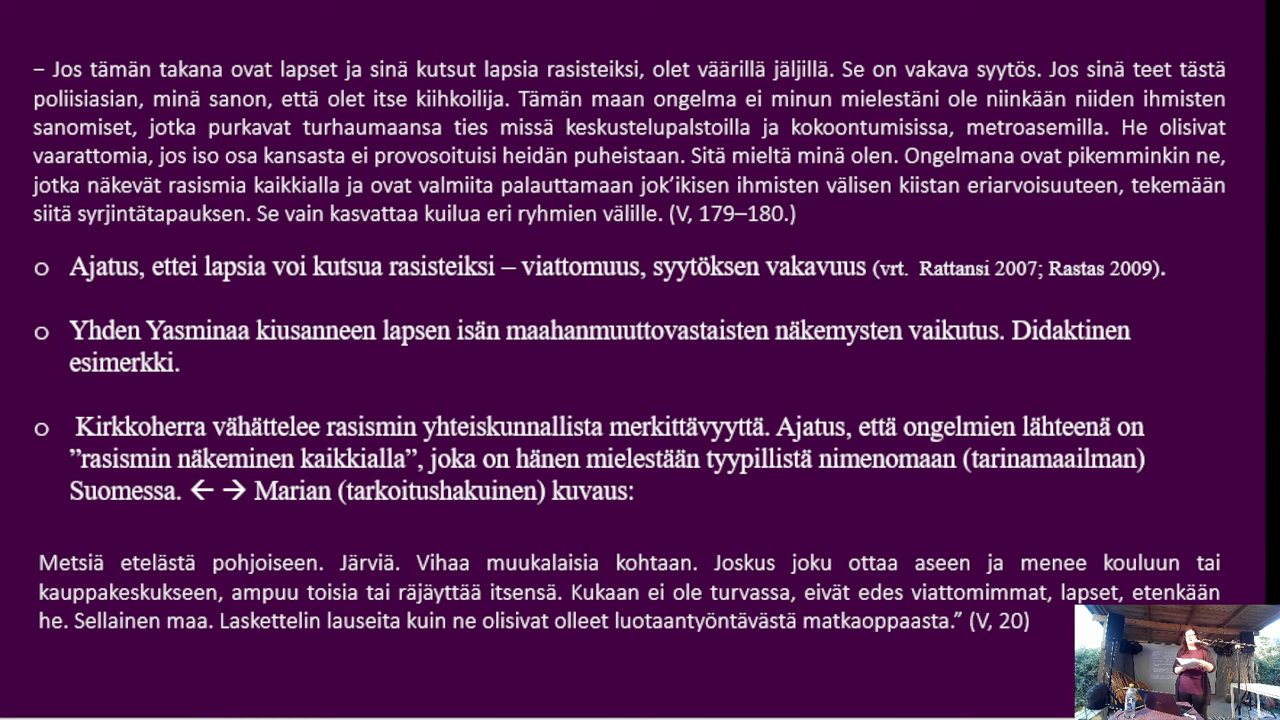 – Jos tämän takana ovat lapset ja sinä kutsut lapsia rasisteiksi, olet väärillä jäljillä. Se on vakava syytös. Jos sinä teet tästä
poliisiasian, minä sanon, että olet itse kiihkoilija. Tämän maan ongelma ei minun mielestäni ole niinkään niiden ihmisten
sanomiset, jotka purkavat turhaumaansa ties missä keskustelupalstoilla ja kokoontumisissa, metroasemilla. He olisivat
vaarattomia, jos iso osa kansasta ei provosoituisi heidän puheistaan. Sitä mieltä minä olen. Ongelmana ovat pikemminkin ne,
jotka näkevät rasismia kaikkialla ja ovat valmiita palauttamaan jok’ikisen ihmisten välisen kiistan eriarvoisuuteen, tekemään
siitä syrjintätapauksen. Se vain kasvattaa kuilua eri ryhmien välille. (V, 179–180.)
o Ajatus, ettei lapsia voi kutsua rasisteiksi – viattomuus, syytöksen vakavuus (vrt. Rattansi 2007; Rastas 2009).
o Yhden Yasminaa kiusanneen lapsen isän maahanmuuttovastaisten näkemysten vaikutus. Didaktinen
esimerkki.
o Kirkkoherra vähättelee rasismin yhteiskunnallista merkittävyyttä. Ajatus, että ongelmien lähteenä on
”rasismin näkeminen kaikkialla”, joka on hänen mielestään tyypillistä nimenomaan (tarinamaailman)
Suomessa. ← → Marian (tarkoitushakuinen) kuvaus:
Metsiä etelästä pohjoiseen. Järviä. Vihaa muukalaisia kohtaan. Joskus joku ottaa aseen ja menee kouluun tai
kauppakeskukseen, ampuu toisia tai räjäyttää itsensä. Kukaan ei ole turvassa, eivät edes viattomimmat, lapset, etenkään
he. Sellainen maa. Laskettelin lauseita kuin ne olisivat olleet luotaantyöntävästä matkaoppaasta.” (V, 20)